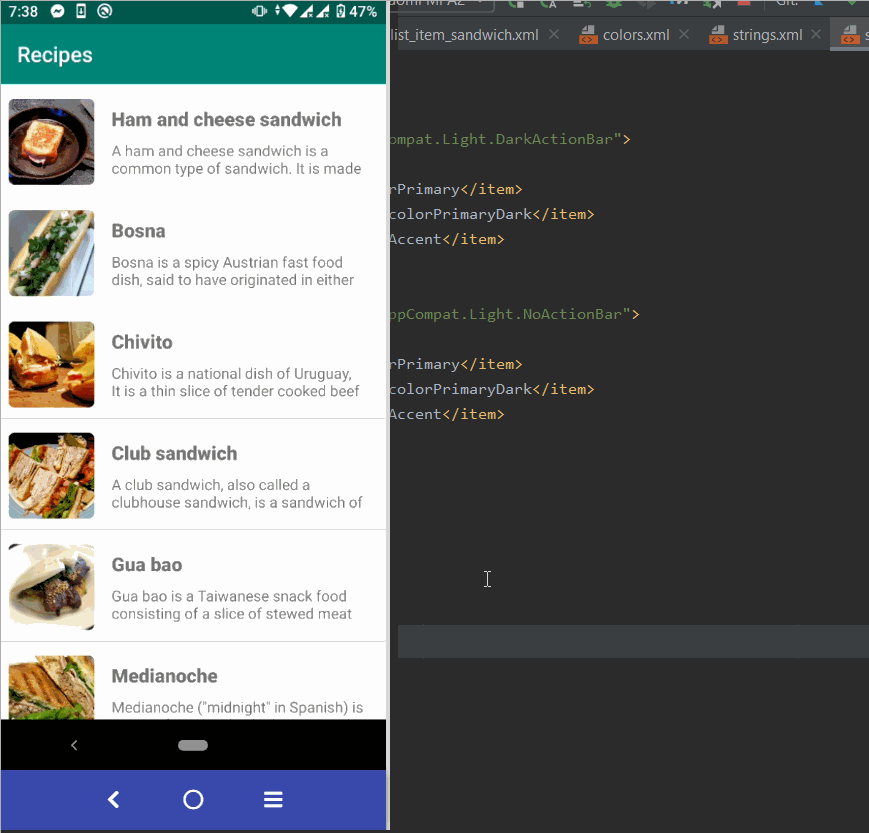 7:38
47%
Recipes
Ham and cheese sandwich
A ham and cheese sandwich is a
common type of sandwich. It is made
Bosna
Bosna is a spicy Austrian fast food
dish, said to have originated in either
Chivito
Chivito is a national dish of Uruguay,
It is a thin slice of tender cooked beef
Club sandwich
A club sandwich, also called a
clubhouse sandwich, is a sandwich of
Gua bao
Gua bao is a Taiwanese snack food
consisting of a slice of stewed meat
Medianoche
Medianoche ("midnight" in Spanish) is
Git:
list_item_sandwich.xml
colors.xml
strings.xml
ompat.Light.DarkActionBar">
rPrimary</item>
colorPrimaryDark</item>
Accent</item>
ppCompat.Light.NoActionBar">
rPrimary</item>
colorPrimaryDark</item>
Accent</item>